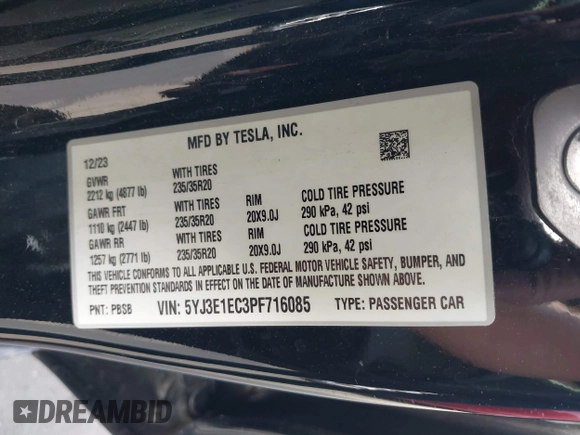 MFD BY TESLA, INC.
12/23
GVWR WITH TIRES
2212 kg (4877 lb) 235/35R20
GAWR FRT WITH TIRES RIM COLD TIRE PRESSURE
1110 kg (2447 lb) 235/35R20 20X9.0J 290 kPa, 42 psi
GAWR RR WITH TIRES RIM COLD TIRE PRESSURE
1257 kg (2771 lb) 235/35R20 20X9.0J 290 kPa, 42 psi
THIS VEHICLE CONFORMS TO ALL APPLICABLE U.S. FEDERAL MOTOR VEHICLE SAFETY, BUMPER, AND
THEFT PREVENTION STANDARDS IN EFFECT ON THE DATE OF MANUFACTURE SHOWN ABOVE.
PNT: PBSB VIN: 5YJ3E1EC3PF716085 TYPE: PASSENGER CAR
DREAMBID